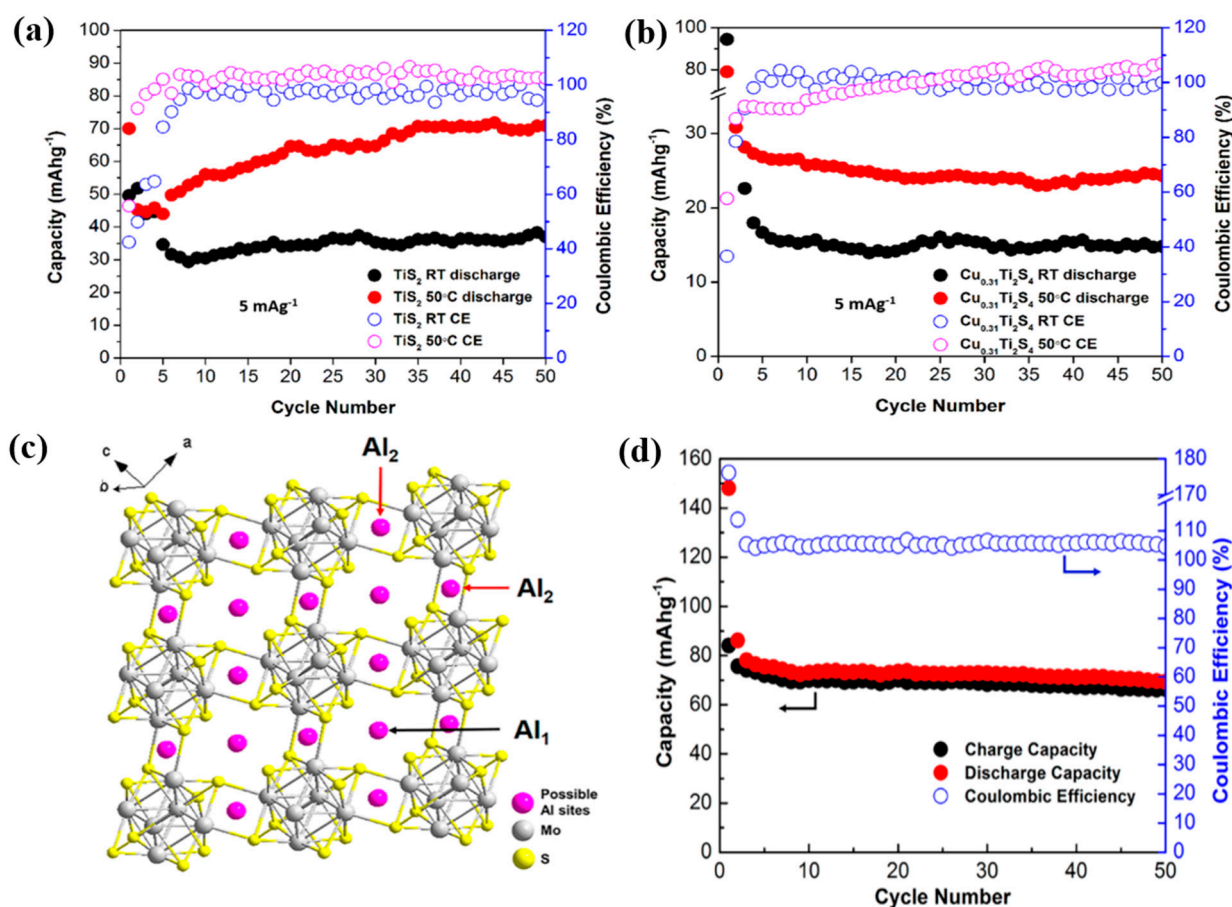 (a)
100
90
80
70
60
50
40
30
20
10
0
Capacity (mAhg⁻¹)
120
100
80
60
40
20
0
Coulombic Efficiency (%)
TiS₂ RT discharge
TiS₂ 50°C discharge
TiS₂ RT CE
TiS₂ 50°C CE
5 mAg⁻¹
0 5 10 15 20 25 30 35 40 45 50
Cycle Number
(b)
80
30
20
10
0
Capacity (mAhg⁻¹)
120
100
80
60
40
20
0
Coulombic Efficiency (%)
Cu₀.₃₁Ti₂S₄ RT discharge
Cu₀.₃₁Ti₂S₄ 50°C discharge
Cu₀.₃₁Ti₂S₄ RT CE
Cu₀.₃₁Ti₂S₄ 50°C CE
5 mAg⁻¹
0 5 10 15 20 25 30 35 40 45 50
Cycle Number
(c)
a
c
b
Al₂
Al₂
Al₁
Possible
Al sites
Mo
S
(d)
160
140
120
100
80
60
40
20
0
Capacity (mAhg⁻¹)
180
170
110
100
90
80
70
60
50
40
30
20
10
0
Coulombic Efficiency (%)
Charge Capacity
Discharge Capacity
Coulombic Efficiency
0 10 20 30 40 50
Cycle Number